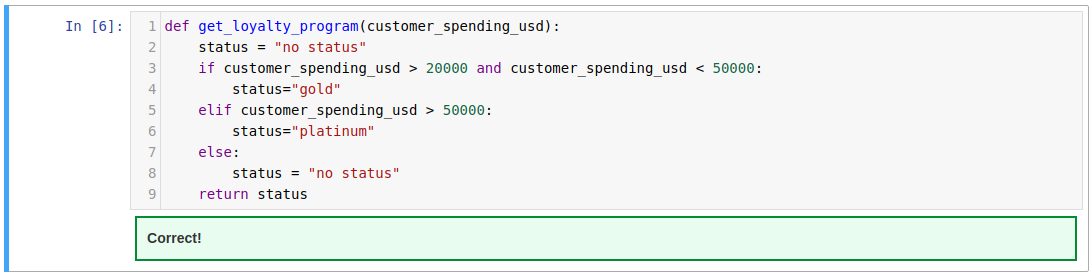 In [6]:
1 def get_loyalty_program(customer_spending_usd):
2     status = "no status"
3     if customer_spending_usd > 20000 and customer_spending_usd < 50000:
4         status="gold"
5     elif customer_spending_usd > 50000:
6         status="platinum"
7     else:
8         status = "no status"
9     return status
Correct!